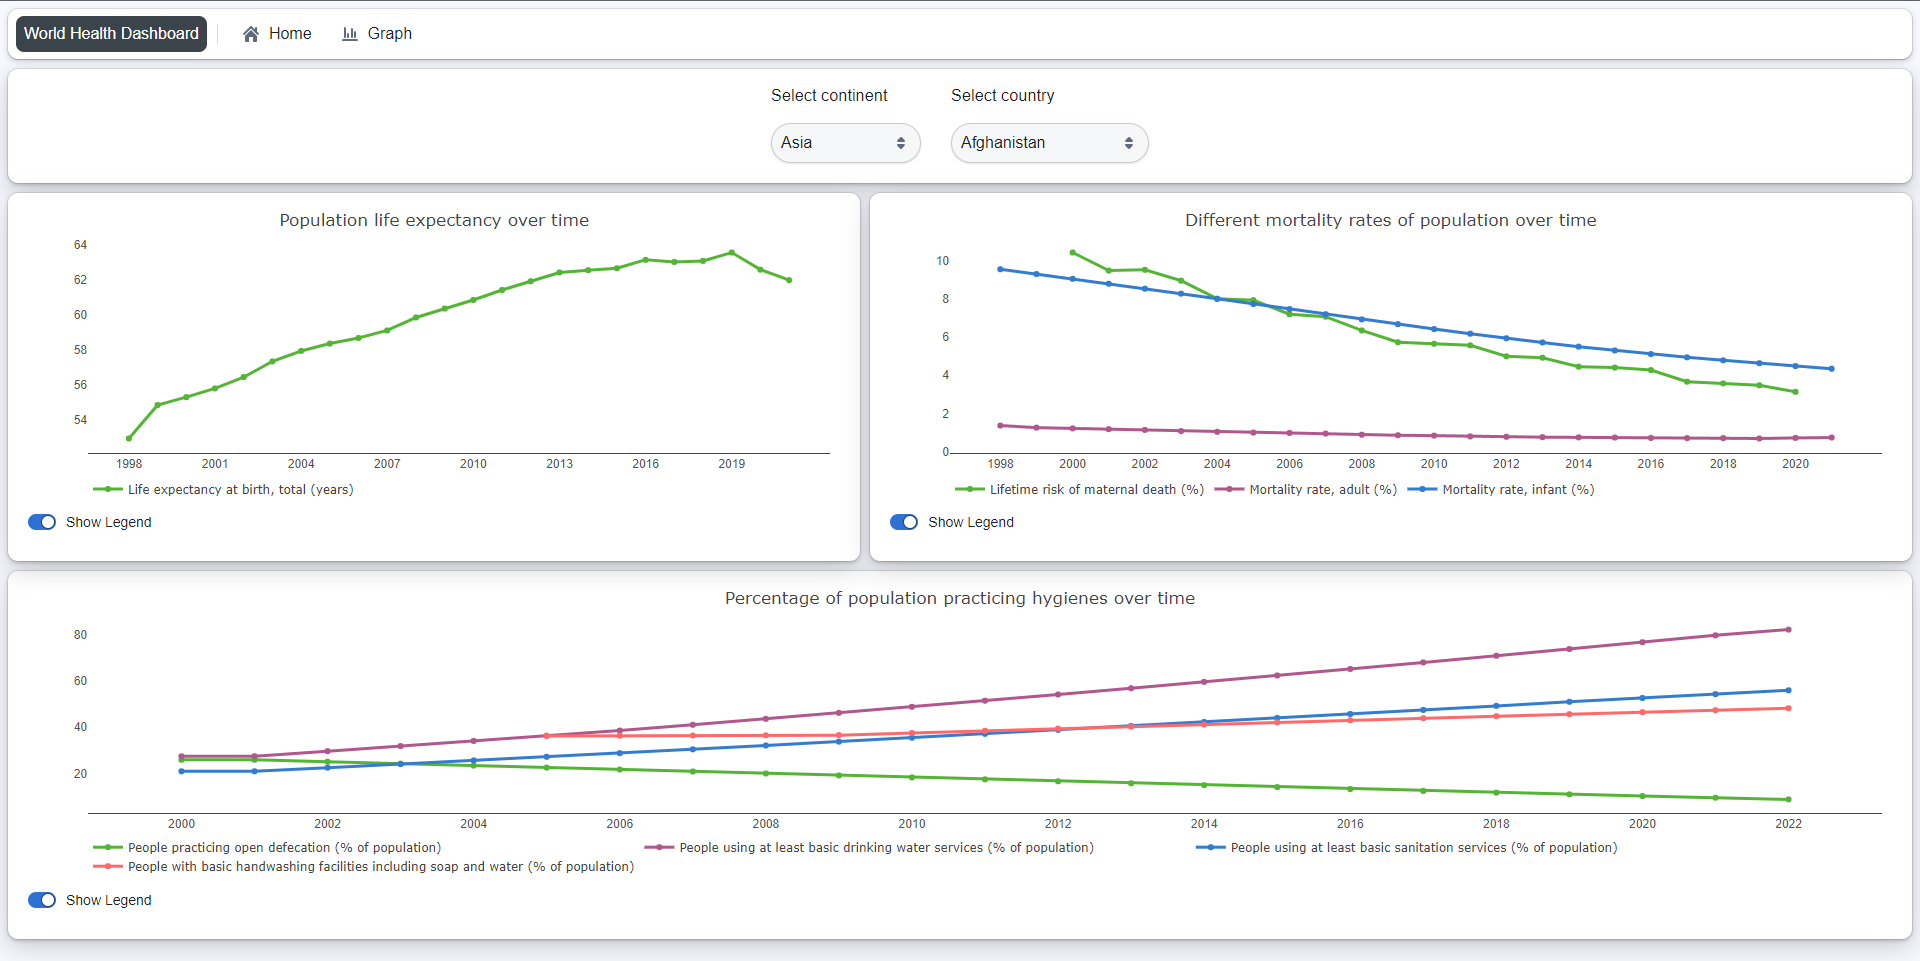 World Health Dashboard Home Graph
Select continent Select country
Asia Afghanistan
Population life expectancy over time
64
62
60
58
56
54
1998 2001 2004 2007 2010 2013 2016 2019
Life expectancy at birth, total (years)
Show Legend
Different mortality rates of population over time
10
8
6
4
2
0
1998 2000 2002 2004 2006 2008 2010 2012 2014 2016 2018 2020
Lifetime risk of maternal death (%) Mortality rate, adult (%) Mortality rate, infant (%)
Show Legend
Percentage of population practicing hygienes over time
80
60
40
20
2000 2002 2004 2006 2008 2010 2012 2014 2016 2018 2020 2022
People practicing open defecation (% of population) People using at least basic drinking water services (% of population) People using at least basic sanitation services (% of population)
People with basic handwashing facilities including soap and water (% of population)
Show Legend